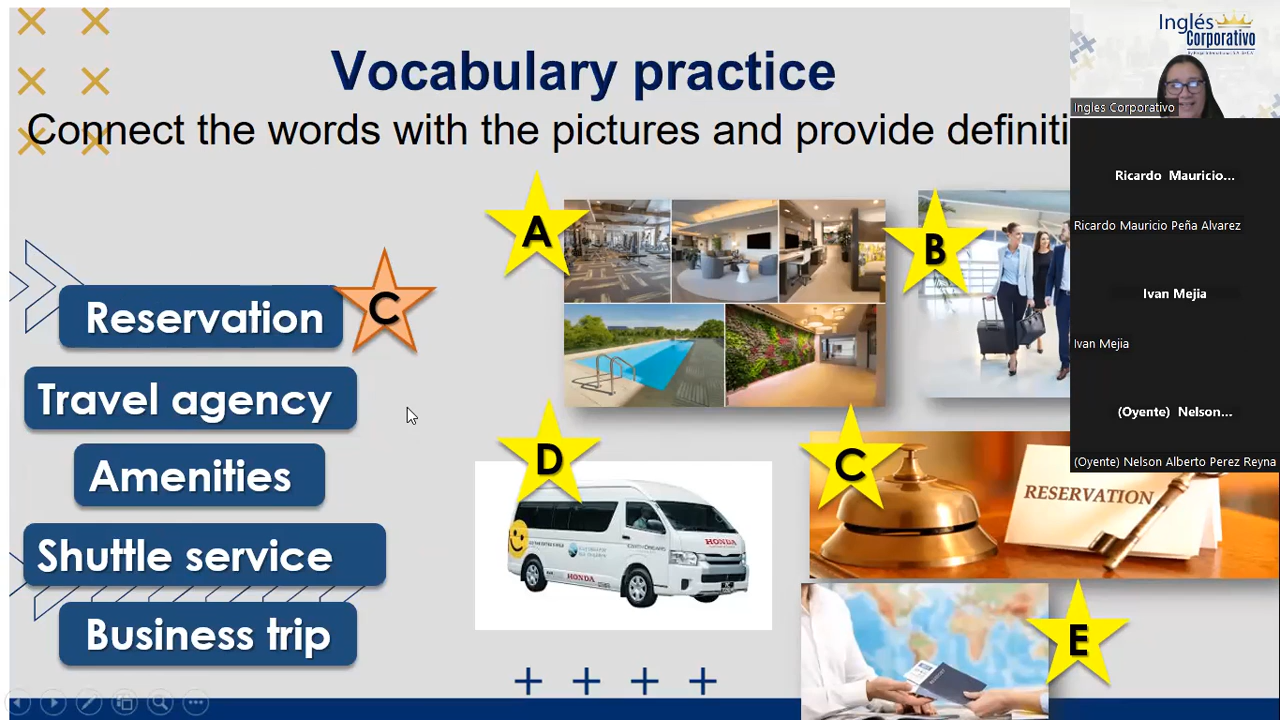 Vocabulary practice
Connect the words with the pictures and provide definiti
Reservation
C
Travel agency
Amenities
Shuttle service
Business trip
A
B
D
HONDA
HONDA
C
RESERVATION
E
PASSPORT
Inglés
Corporativo
Ingles Corporativo
Ricardo Mauricio...
Ricardo Mauricio Peña Alvarez
Ivan Mejia
Ivan Mejia
(Oyente) Nelson...
(Oyente) Nelson Alberto Perez Reyna